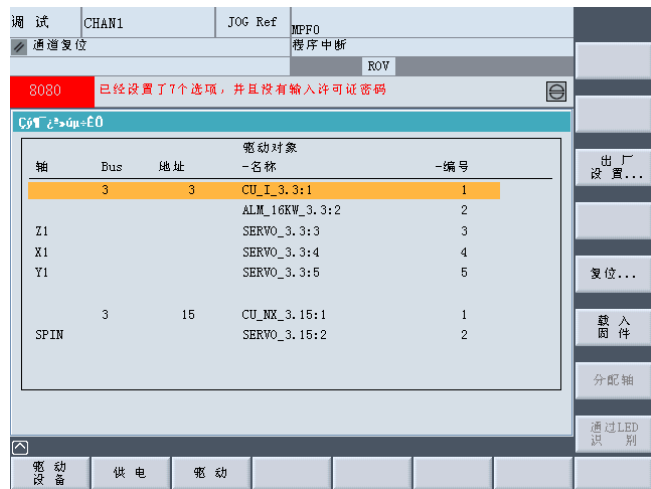 调 试 CHAN1 JOG Ref MPF0
通道复位 程序中断
ROV
8080 已经设置了7个选项，并且没有输入许可证密码
Çý¶¯¿ª»úµ÷ÊÔ
驱动对象
轴 Bus 地址 -名称 -编号
3 3 CU_I_3.3:1 1
ALM_16KW_3.3:2 2
Z1 SERVO_3.3:3 3
X1 SERVO_3.3:4 4
Y1 SERVO_3.3:5 5
3 15 CU_NX_3.15:1 1
SPIN SERVO_3.15:2 2
出 厂
设 置...
复位...
载 入
固 件
分配轴
通过LED
识 别
驱 动
设 备
供 电
驱 动